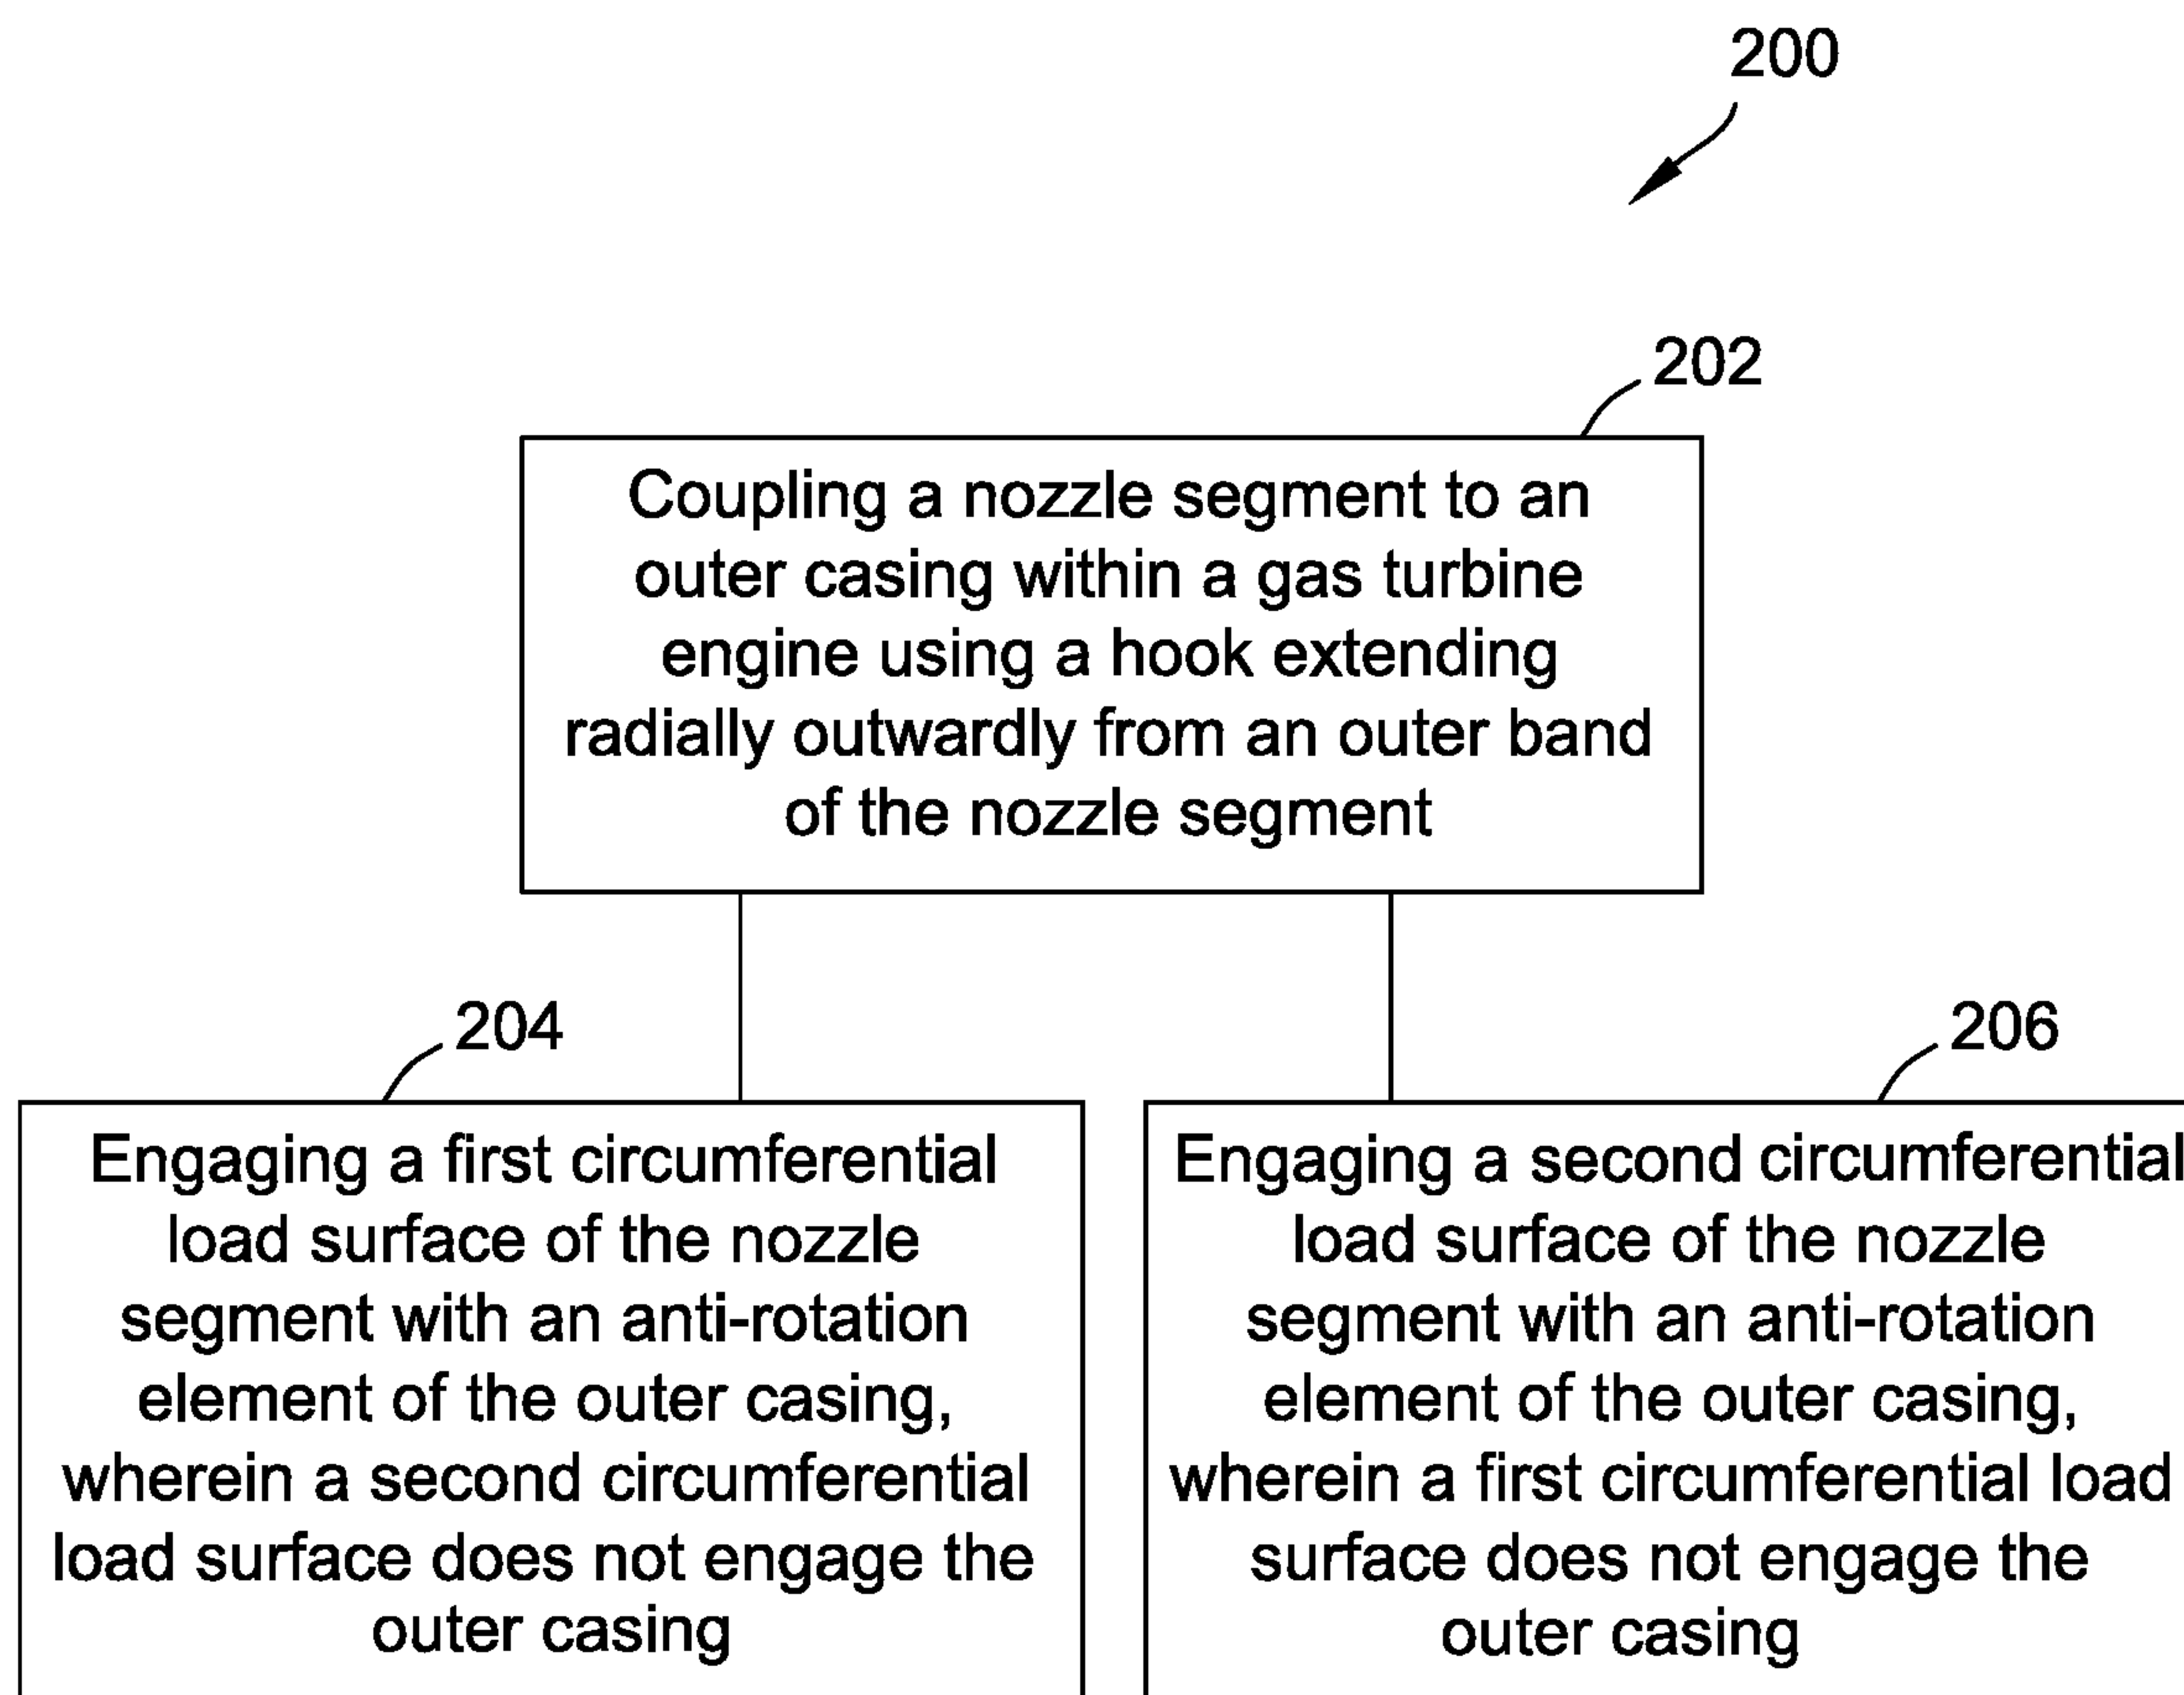 200
202
Coupling a nozzle segment to an
outer casing within a gas turbine
engine using a hook extending
radially outwardly from an outer band
of the nozzle segment
204
Engaging a first circumferential
load surface of the nozzle
segment with an anti-rotation
element of the outer casing,
wherein a second circumferential
load surface does not engage the
outer casing
206
Engaging a second circumferential
load surface of the nozzle
segment with an anti-rotation
element of the outer casing,
wherein a first circumferential load
surface does not engage the
outer casing